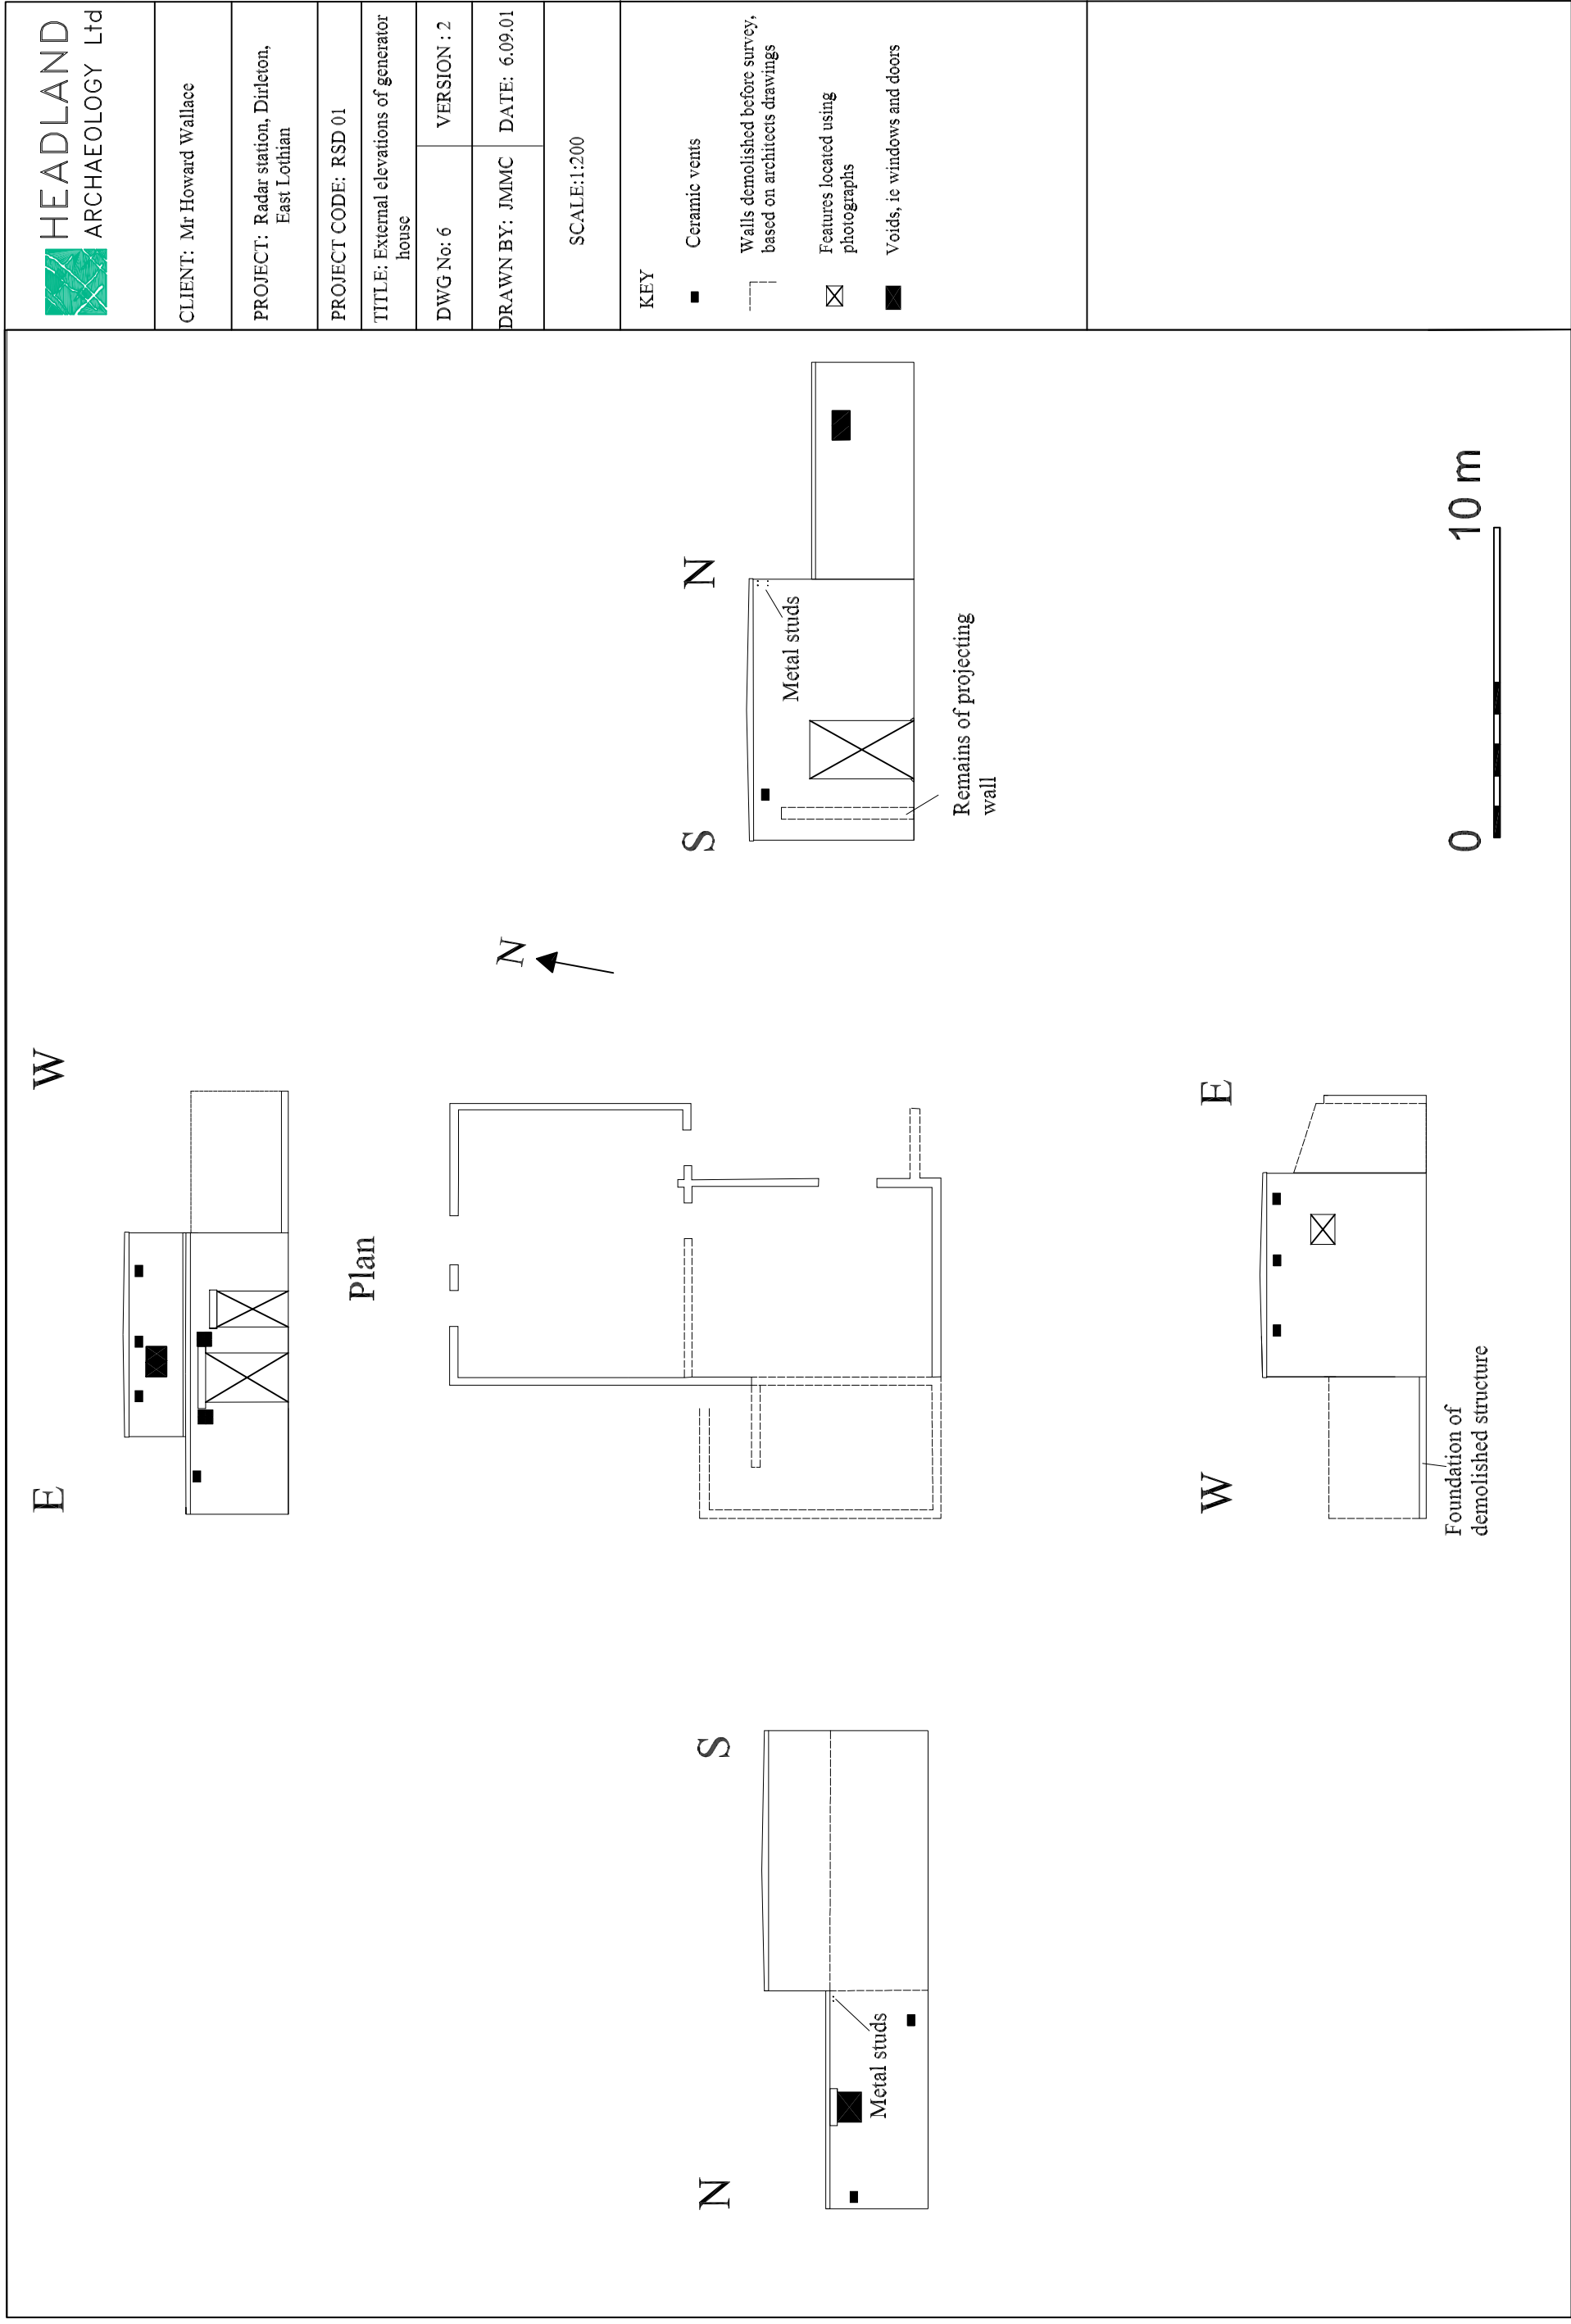 HEADLAND
ARCHAEOLOGY Ltd
CLIENT: Mr Howard Wallace
PROJECT: Radar station, Dirleton,
East Lothian
PROJECT CODE: RSD 01
TITLE: External elevations of generator
house
DWG No: 6
VERSION : 2
DRAWN BY: JMMC
DATE: 6.09.01
SCALE:1:200
KEY
Ceramic vents
Walls demolished before survey,
based on architects drawings
Features located using
photographs
Voids, ie windows and doors
E
W
Plan
N
N
S
Metal studs
S
N
Metal studs
Remains of projecting
wall
W
E
Foundation of
demolished structure
0
10 m